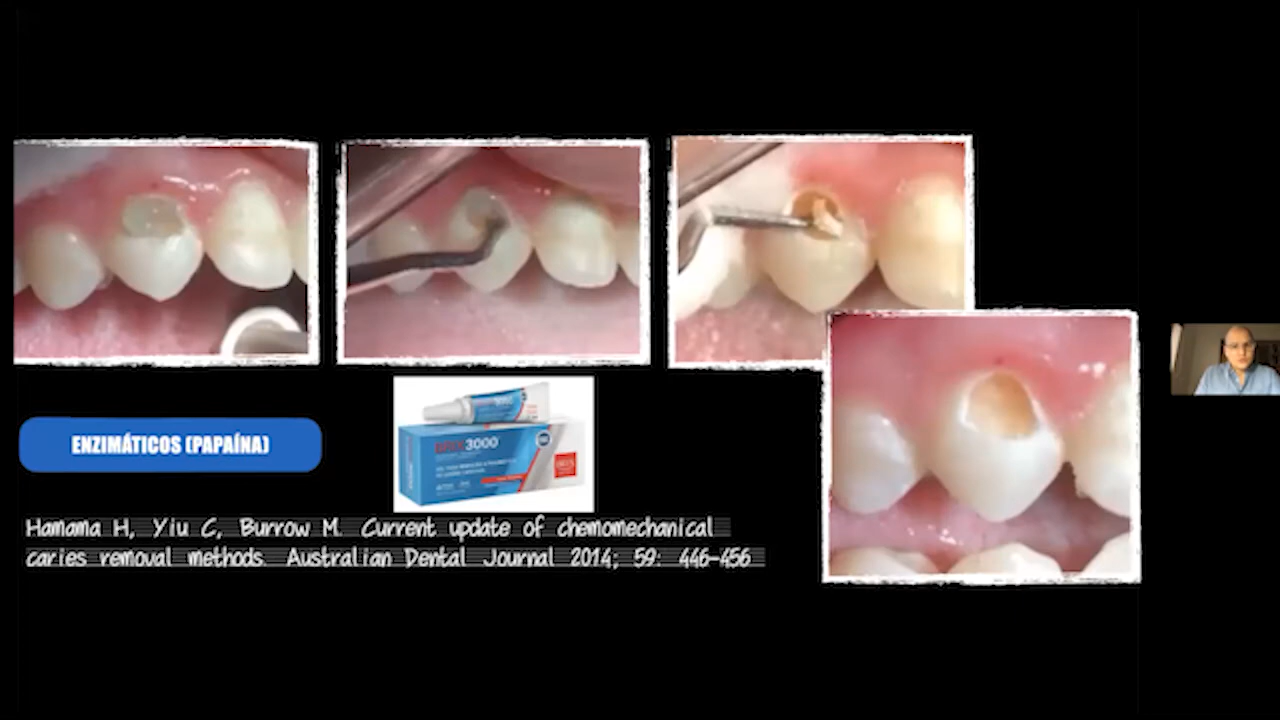 ENZIMÁTICOS (PAPAÍNA)
3000
Hamama H, Yiu C, Burrow M. Current update of chemomechanical
caries removal methods. Australian Dental Journal 2014; 59: 446-456